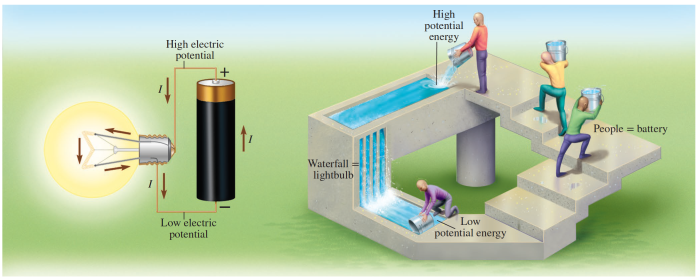 High electric
potential
+
I
I
I
–
Low electric
potential
High
potential
energy
People = battery
Waterfall =
lightbulb
Low
potential energy